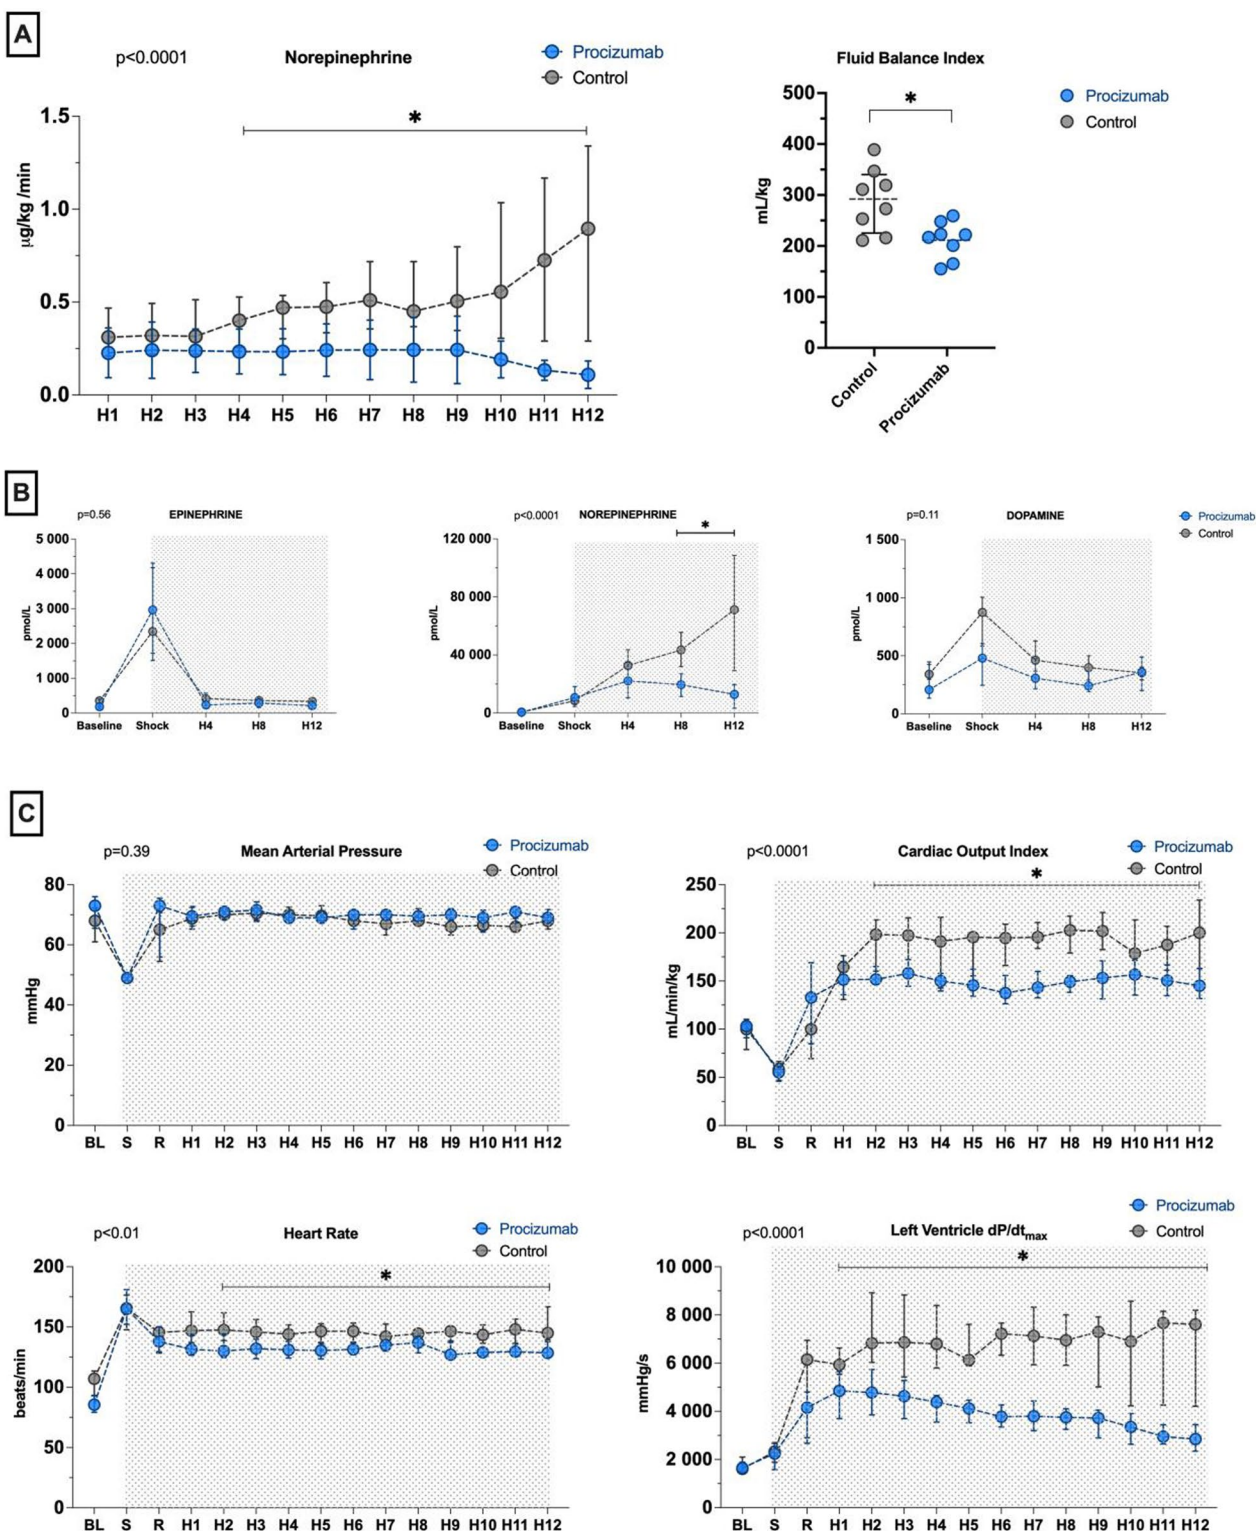 A
p<0.0001
Norepinephrine
Procizumab
Control
1.5
1.0
0.5
0.0
µg/kg /min
*
H1 H2 H3 H4 H5 H6 H7 H8 H9 H10 H11 H12
Fluid Balance Index
Procizumab
Control
*
500
400
300
200
100
0
mL/kg
Control
Procizumab
B
p=0.56
EPINEPHRINE
5 000
4 000
3 000
2 000
1 000
0
pmol/L
Baseline Shock H4 H8 H12
p<0.0001
NOREPINEPHRINE
*
120 000
80 000
40 000
0
pmol/L
Baseline Shock H4 H8 H12
p=0.11
DOPAMINE
Procizumab
Control
1 500
1 000
500
0
pmol/L
Baseline Shock H4 H8 H12
C
p=0.39
Mean Arterial Pressure
Procizumab
Control
80
60
40
20
0
mmHg
BL S R H1 H2 H3 H4 H5 H6 H7 H8 H9 H10 H11 H12
p<0.0001
Cardiac Output Index
Procizumab
Control
*
250
200
150
100
50
0
mL/min/kg
BL S R H1 H2 H3 H4 H5 H6 H7 H8 H9 H10 H11 H12
p<0.01
Heart Rate
Procizumab
Control
*
200
150
100
50
0
beats/min
BL S R H1 H2 H3 H4 H5 H6 H7 H8 H9 H10 H11 H12
p<0.0001
Left Ventricle dP/dtmax
Procizumab
Control
*
10 000
8 000
6 000
4 000
2 000
0
mmHg/s
BL S R H1 H2 H3 H4 H5 H6 H7 H8 H9 H10 H11 H12